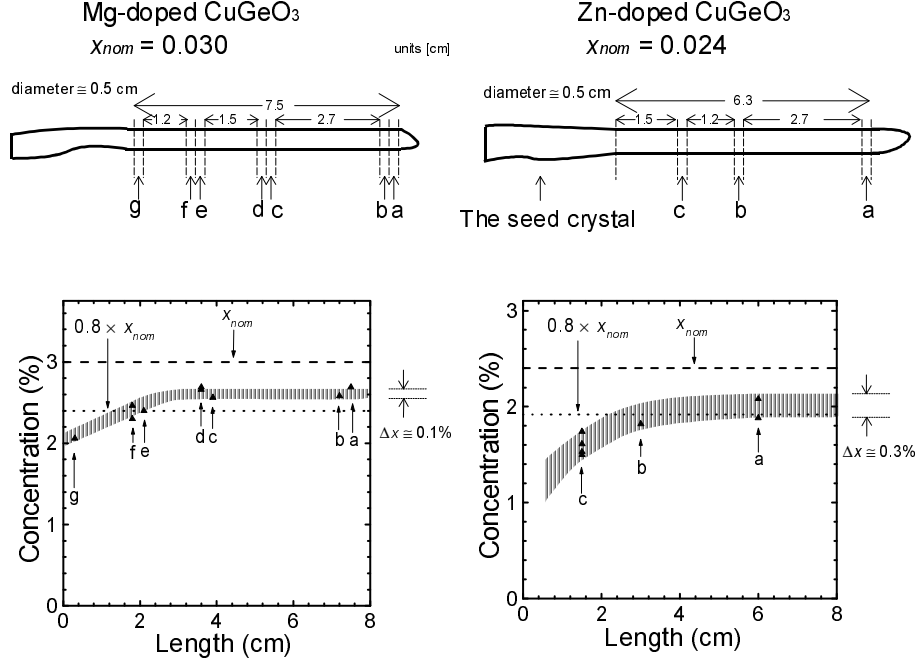 Mg-doped CuGeO3
xnom = 0.030
units [cm]
diameter ≅ 0.5 cm
7.5
1.2
1.5
2.7
g
f
e
d
c
b
a
Zn-doped CuGeO3
xnom = 0.024
diameter ≅ 0.5 cm
6.3
1.5
1.2
2.7
c
b
a
The seed crystal
Concentration (%)
3
2
1
0
0.8 × xnom
xnom
g
f
e
d
c
b
a
Δx ≅ 0.1%
0
2
4
6
8
Length (cm)
Concentration (%)
3
2
1
0
0.8 × xnom
xnom
c
b
a
Δx ≅ 0.3%
0
2
4
6
8
Length (cm)